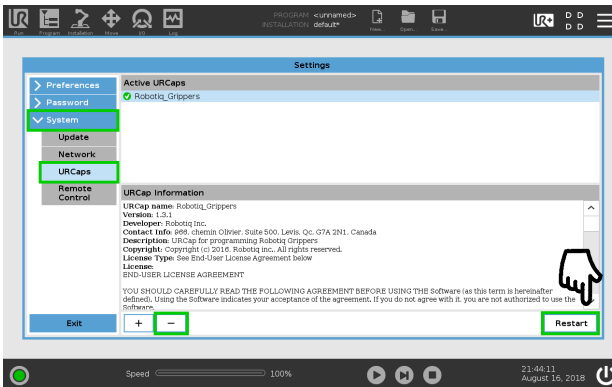 PROGRAM <unnamed>
INSTALLATION default*
Run
Program
Installation
Move
I/O
Log
New...
Open...
Save...
R+
Settings
Preferences
Password
System
Update
Network
URCaps
Remote
Control
Exit
Active URCaps
Robotiq_Grippers
URCap Information
URCap name: Robotiq_Grippers
Version: 1.3.1
Developer: Robotiq Inc.
Contact Info: 966, chemin Olivier, Suite 500, Levis, Qc, G7A 2N1, Canada
Description: URCap for programming Robotiq Grippers
Copyright: Copyright (c) 2016, Robotiq inc., All rights reserved.
License Type: See End-User License Agreement below
License:
END-USER LICENSE AGREEMENT
YOU SHOULD CAREFULLY READ THE FOLLOWING AGREEMENT BEFORE USING THE Software (as this term is hereinafter
defined). Using the Software indicates your acceptance of the agreement. If you do not agree with it, you are not authorized to use the
Software.
+
−
Restart
Speed
100%
21:44:11
August 16, 2018